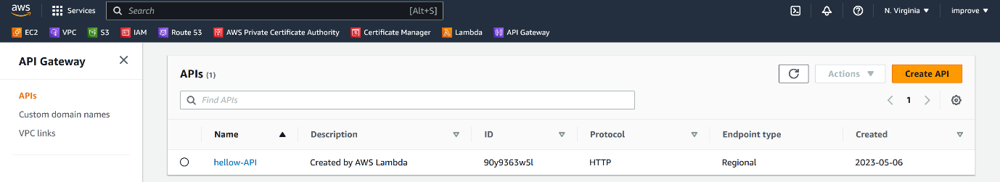 aws Services Search [Alt+S] N. Virginia improve
EC2 VPC S3 IAM Route 53 AWS Private Certificate Authority Certificate Manager Lambda API Gateway
API Gateway
APIs
Custom domain names
VPC links
APIs (1) Actions Create API
Find APIs 1
Name Description ID Protocol Endpoint type Created
hellow-API Created by AWS Lambda 90y9363w5l HTTP Regional 2023-05-06